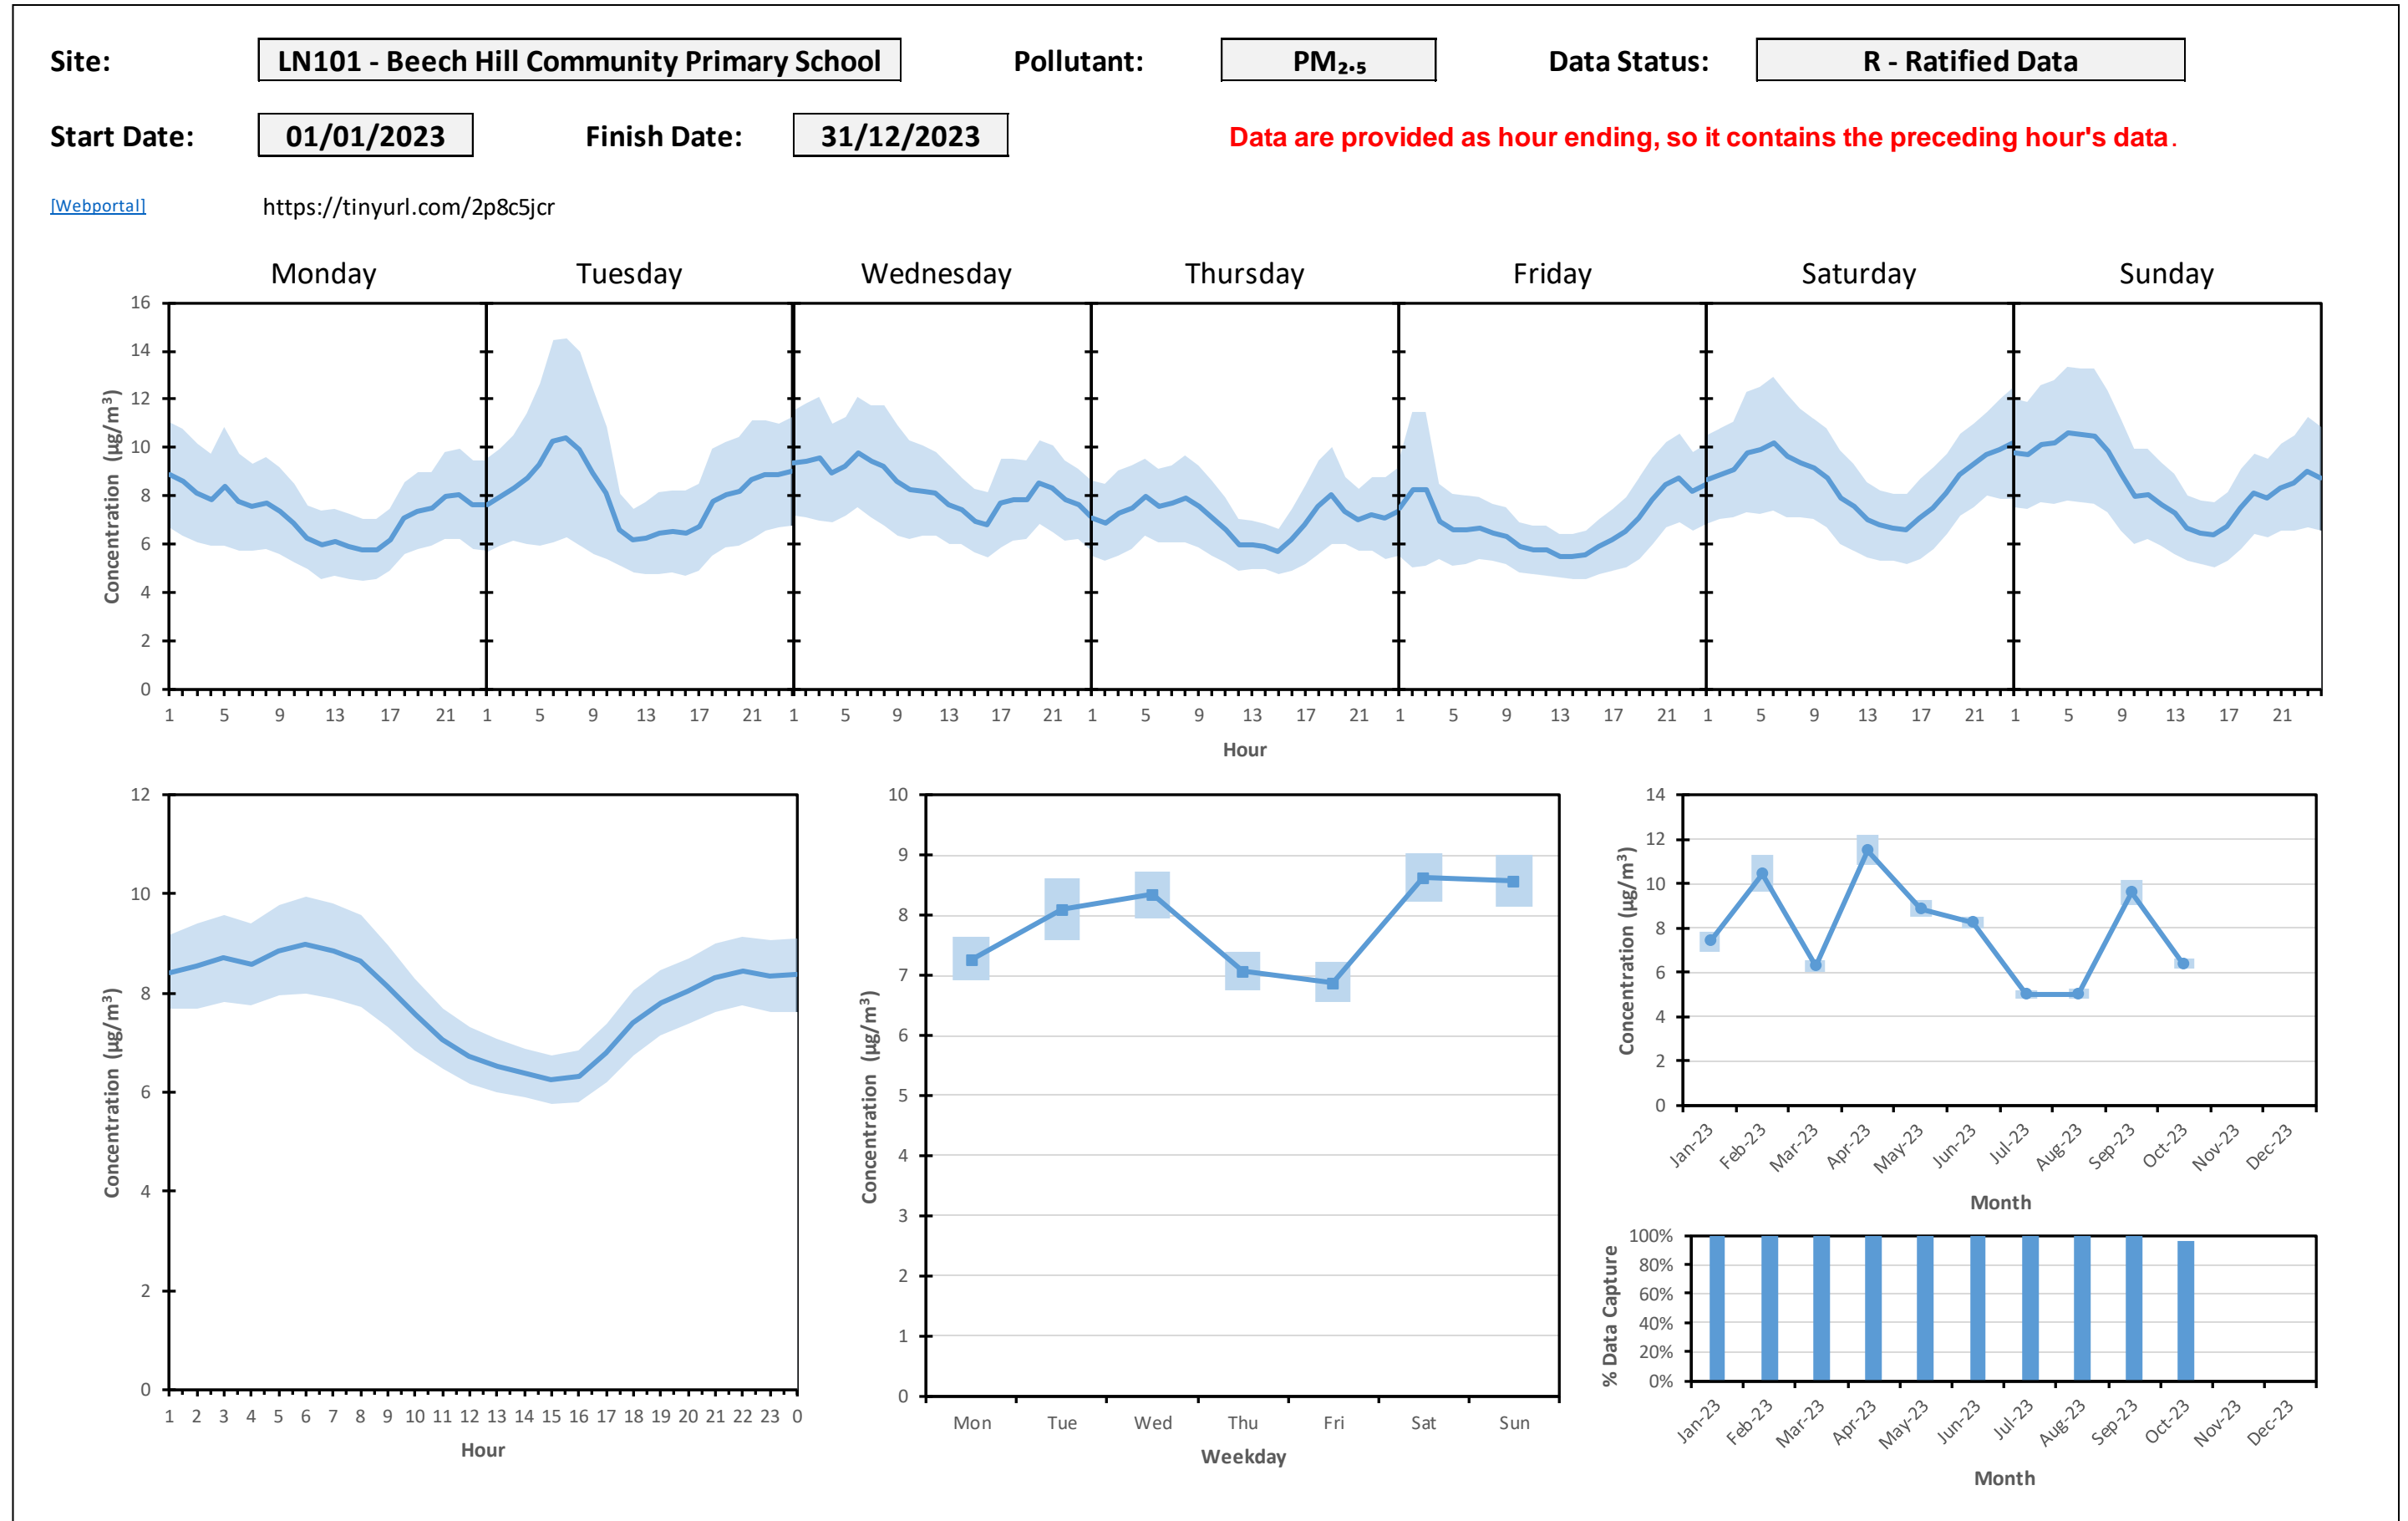 Site: LN101 - Beech Hill Community Primary School Pollutant: PM₂.₅ Data Status: R - Ratified Data
Start Date: 01/01/2023 Finish Date: 31/12/2023 Data are provided as hour ending, so it contains the preceding hour's data.
[Webportal] https://tinyurl.com/2p8c5jcr
Monday Tuesday Wednesday Thursday Friday Saturday Sunday
Concentration (µg/m³)
16
14
12
10
8
6
4
2
0
1 5 9 13 17 21 1 5 9 13 17 21 1 5 9 13 17 21 1 5 9 13 17 21 1 5 9 13 17 21 1 5 9 13 17 21 1 5 9 13 17 21
Hour
Concentration (µg/m³)
12
10
8
6
4
2
0
1 2 3 4 5 6 7 8 9 10 11 12 13 14 15 16 17 18 19 20 21 22 23 0
Hour
Concentration (µg/m³)
10
9
8
7
6
5
4
3
2
1
0
Mon Tue Wed Thu Fri Sat Sun
Weekday
Concentration (µg/m³)
14
12
10
8
6
4
2
0
Jan-23 Feb-23 Mar-23 Apr-23 May-23 Jun-23 Jul-23 Aug-23 Sep-23 Oct-23 Nov-23 Dec-23
Month
% Data Capture
100%
80%
60%
40%
20%
0%
Jan-23 Feb-23 Mar-23 Apr-23 May-23 Jun-23 Jul-23 Aug-23 Sep-23 Oct-23 Nov-23 Dec-23
Month